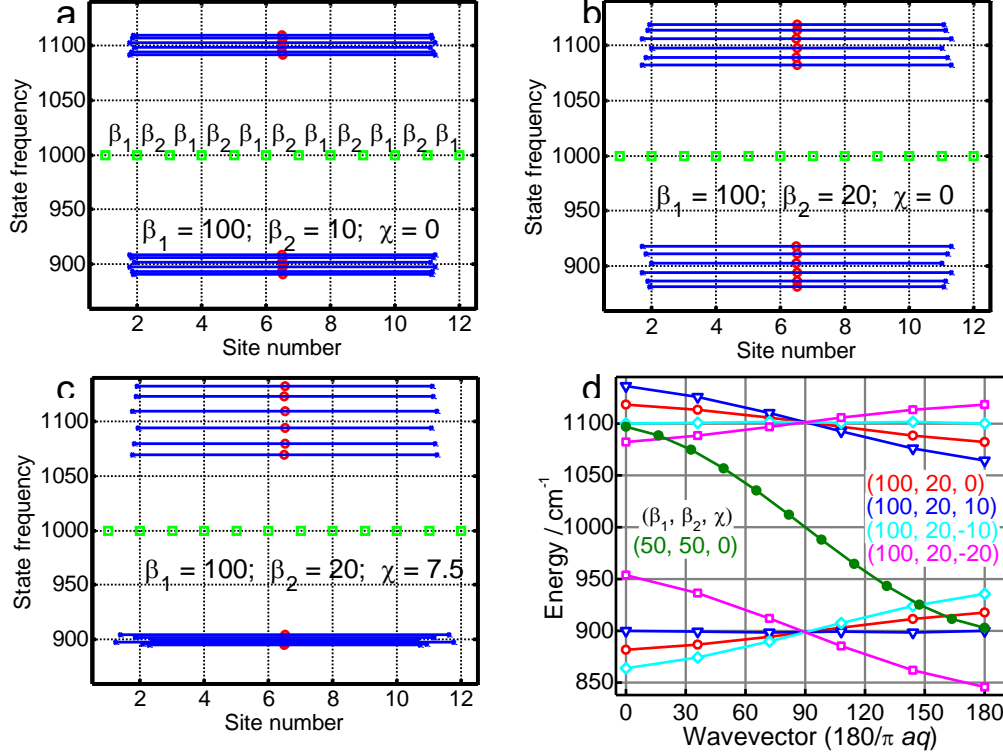 a
State frequency
1100
1050
1000
950
900
β₁ β₂ β₁ β₂ β₁ β₂ β₁ β₂ β₁ β₂ β₁
β₁ = 100; β₂ = 10; χ = 0
2 4 6 8 10 12
Site number
b
State frequency
1100
1050
1000
950
900
β₁ = 100; β₂ = 20; χ = 0
2 4 6 8 10 12
Site number
c
State frequency
1100
1050
1000
950
900
β₁ = 100; β₂ = 20; χ = 7.5
2 4 6 8 10 12
Site number
d
Energy / cm⁻¹
1100
1050
1000
950
900
850
(β₁, β₂, χ)
(50, 50, 0)
(100, 20, 0)
(100, 20, 10)
(100, 20,-10)
(100, 20,-20)
0 30 60 90 120 150 180
Wavevector (180/π aq)